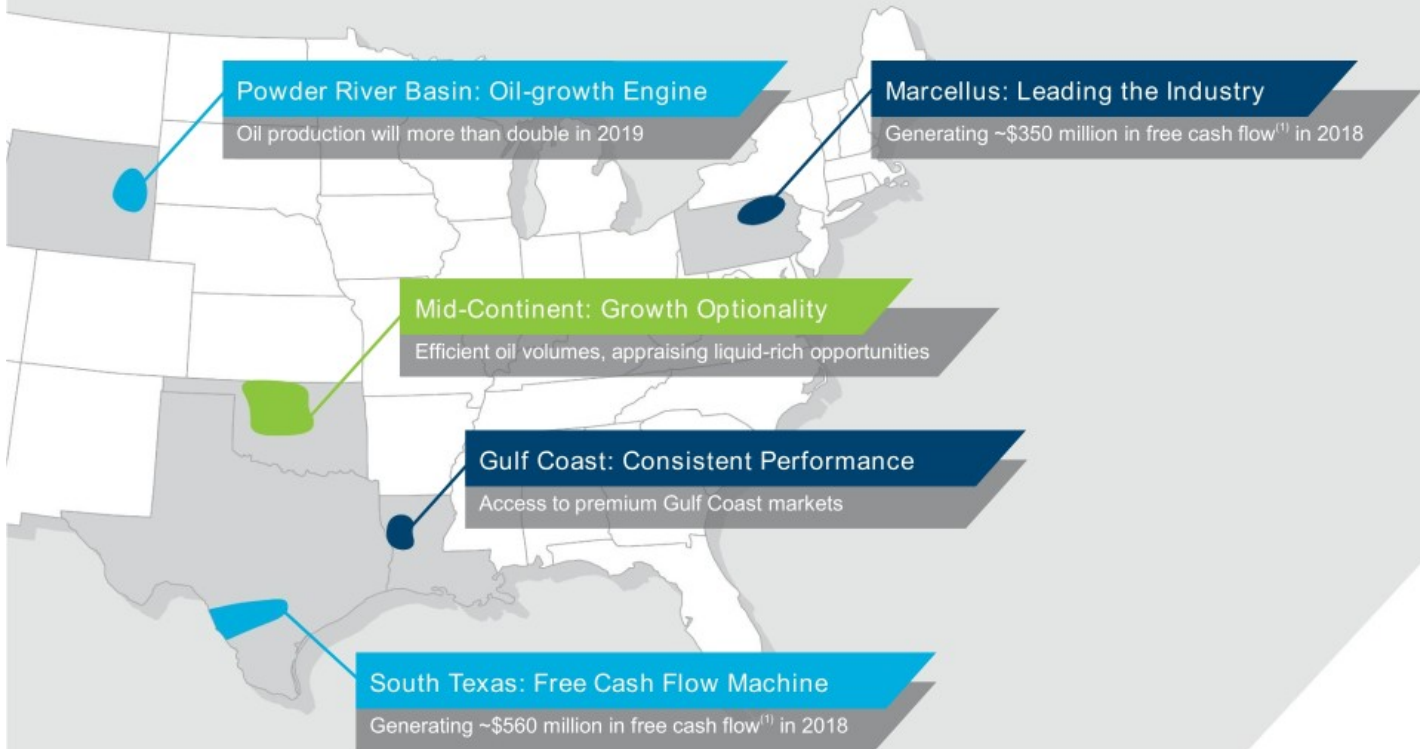 Powder River Basin: Oil-growth Engine
Oil production will more than double in 2019
Marcellus: Leading the Industry
Generating ~$350 million in free cash flow⁽¹⁾ in 2018
Mid-Continent: Growth Optionality
Efficient oil volumes, appraising liquid-rich opportunities
Gulf Coast: Consistent Performance
Access to premium Gulf Coast markets
South Texas: Free Cash Flow Machine
Generating ~$560 million in free cash flow⁽¹⁾ in 2018